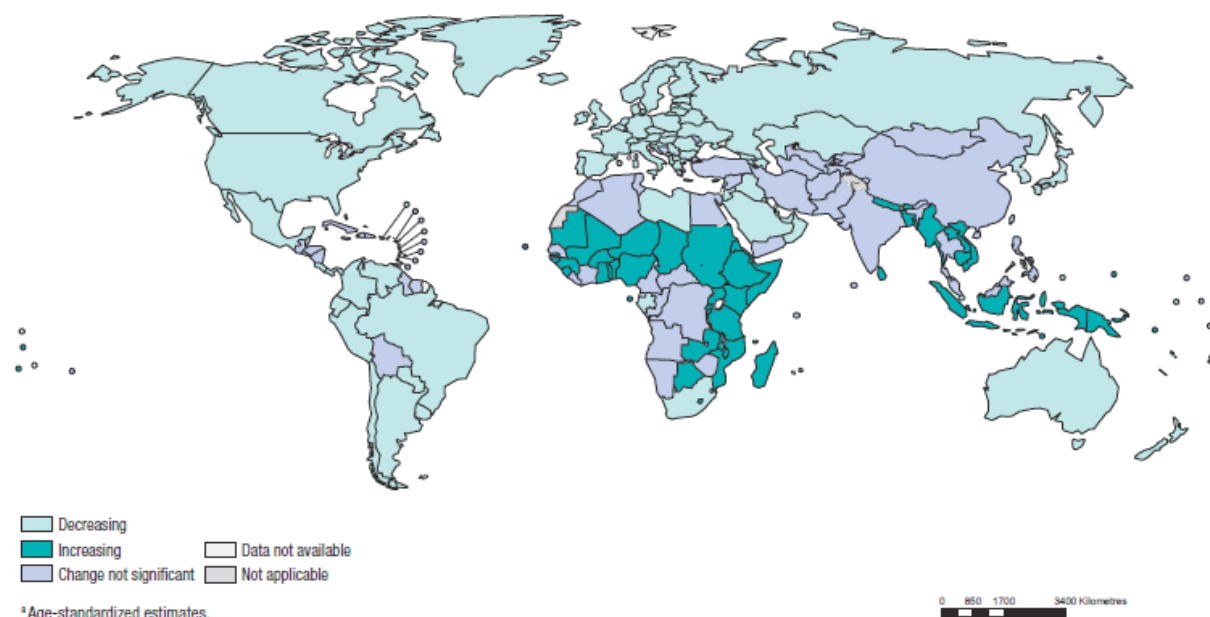 Decreasing
Increasing
Data not available
Change not significant
Not applicable
ª Age-standardized estimates.
0 850 1700 3400 Kilometres